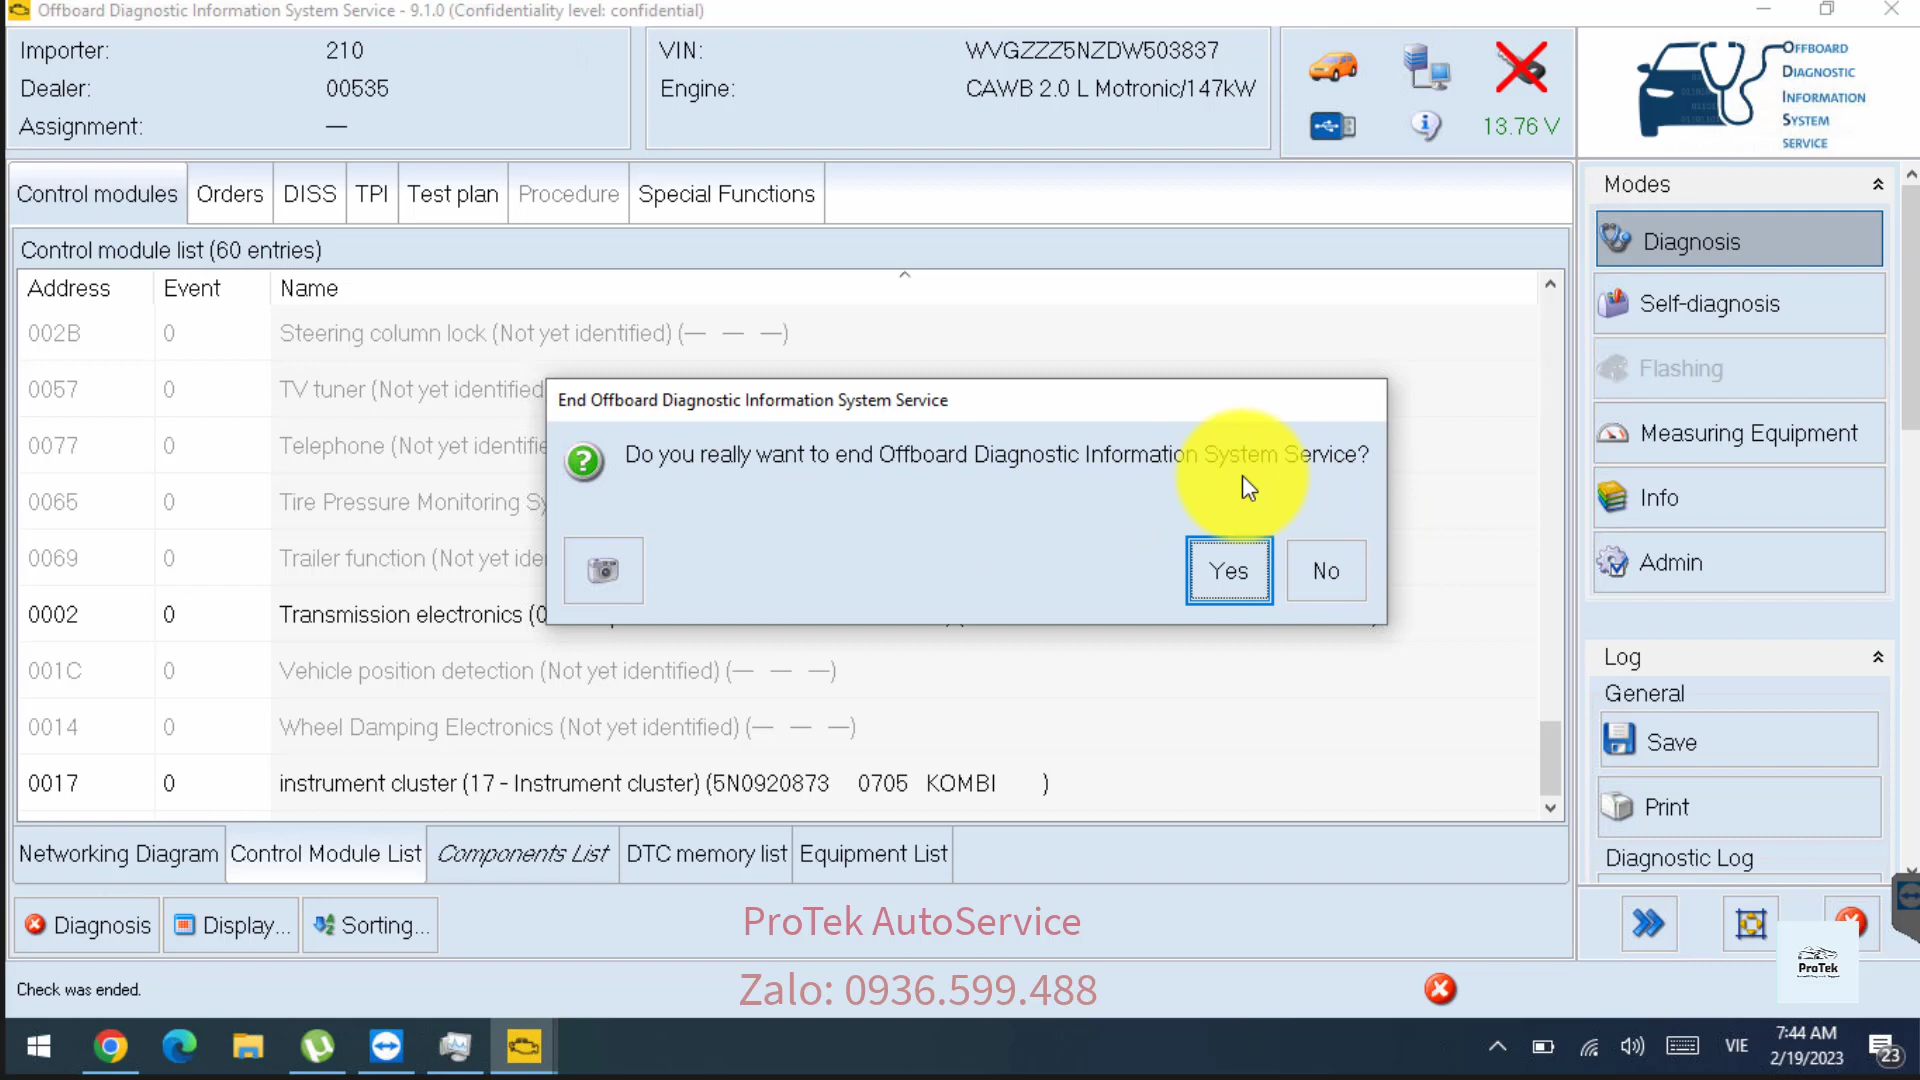 Offboard Diagnostic Information System Service - 9.1.0 (Confidentiality level: confidential)
Importer: 210
Dealer: 00535
Assignment: —
VIN: WVGZZZ5NZDW503837
Engine: CAWB 2.0 L Motronic/147kW
13.76 V
OFFBOARD
DIAGNOSTIC
INFORMATION
SYSTEM
SERVICE
Control modules Orders DISS TPI Test plan Procedure Special Functions
Control module list (60 entries)
Address Event Name
002B 0 Steering column lock (Not yet identified) (— — —)
0057 0 TV tuner (Not yet identified
0077 0 Telephone (Not yet identifie
0065 0 Tire Pressure Monitoring Sy
0069 0 Trailer function (Not yet ide
0002 0 Transmission electronics (0
001C 0 Vehicle position detection (Not yet identified) (— — —)
0014 0 Wheel Damping Electronics (Not yet identified) (— — —)
0017 0 instrument cluster (17 - Instrument cluster) (5N0920873 0705 KOMBI )
End Offboard Diagnostic Information System Service
Do you really want to end Offboard Diagnostic Information System Service?
Yes No
Networking Diagram Control Module List Components List DTC memory list Equipment List
Diagnosis Display... Sorting...
Check was ended.
Modes
Diagnosis
Self-diagnosis
Flashing
Measuring Equipment
Info
Admin
Log
General
Save
Print
Diagnostic Log
ProTek AutoService
Zalo: 0936.599.488
ProTek
VIE
7:44 AM
2/19/2023
23